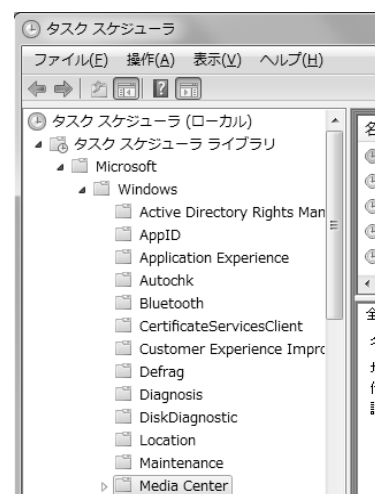 タスク スケジューラ
ファイル(F) 操作(A) 表示(V) ヘルプ(H)
タスク スケジューラ (ローカル)
タスク スケジューラ ライブラリ
Microsoft
Windows
Active Directory Rights Man
AppID
Application Experience
Autochk
Bluetooth
CertificateServicesClient
Customer Experience Impro
Defrag
Diagnosis
DiskDiagnostic
Location
Maintenance
Media Center
名
全